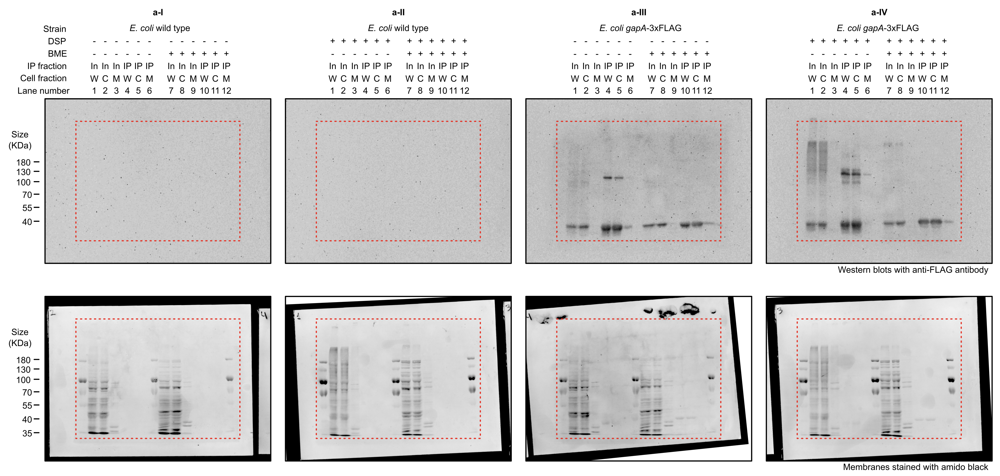 a-I a-II a-III a-IV
Strain E. coli wild type E. coli wild type E. coli gapA-3xFLAG E. coli gapA-3xFLAG
DSP - - - - - - - - - - - - + + + + + + + + + + + + - - - - - - - - - - - - + + + + + + + + + + + +
BME - - - - - - + + + + + + - - - - - - + + + + + + - - - - - - + + + + + + - - - - - - + + + + + +
IP fraction In In In IP IP IP In In In IP IP IP In In In IP IP IP In In In IP IP IP In In In IP IP IP In In In IP IP IP In In In IP IP IP In In In IP IP IP
Cell fraction W C M W C M W C M W C M W C M W C M W C M W C M W C M W C M W C M W C M W C M W C M W C M W C M
Lane number 1 2 3 4 5 6 7 8 9 10 11 12 1 2 3 4 5 6 7 8 9 10 11 12 1 2 3 4 5 6 7 8 9 10 11 12 1 2 3 4 5 6 7 8 9 10 11 12
Size
(KDa)
180
130
100
70
55
40
Western blots with anti-FLAG antibody
2 4 1 3 4 3
Size
(KDa)
180
130
100
70
55
40
35
Membranes stained with amido black